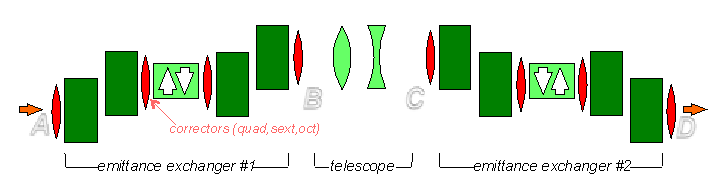 A
B
C
D
correctors (quad,sext,oct)
emittance exchanger #1
telescope
emittance exchanger #2